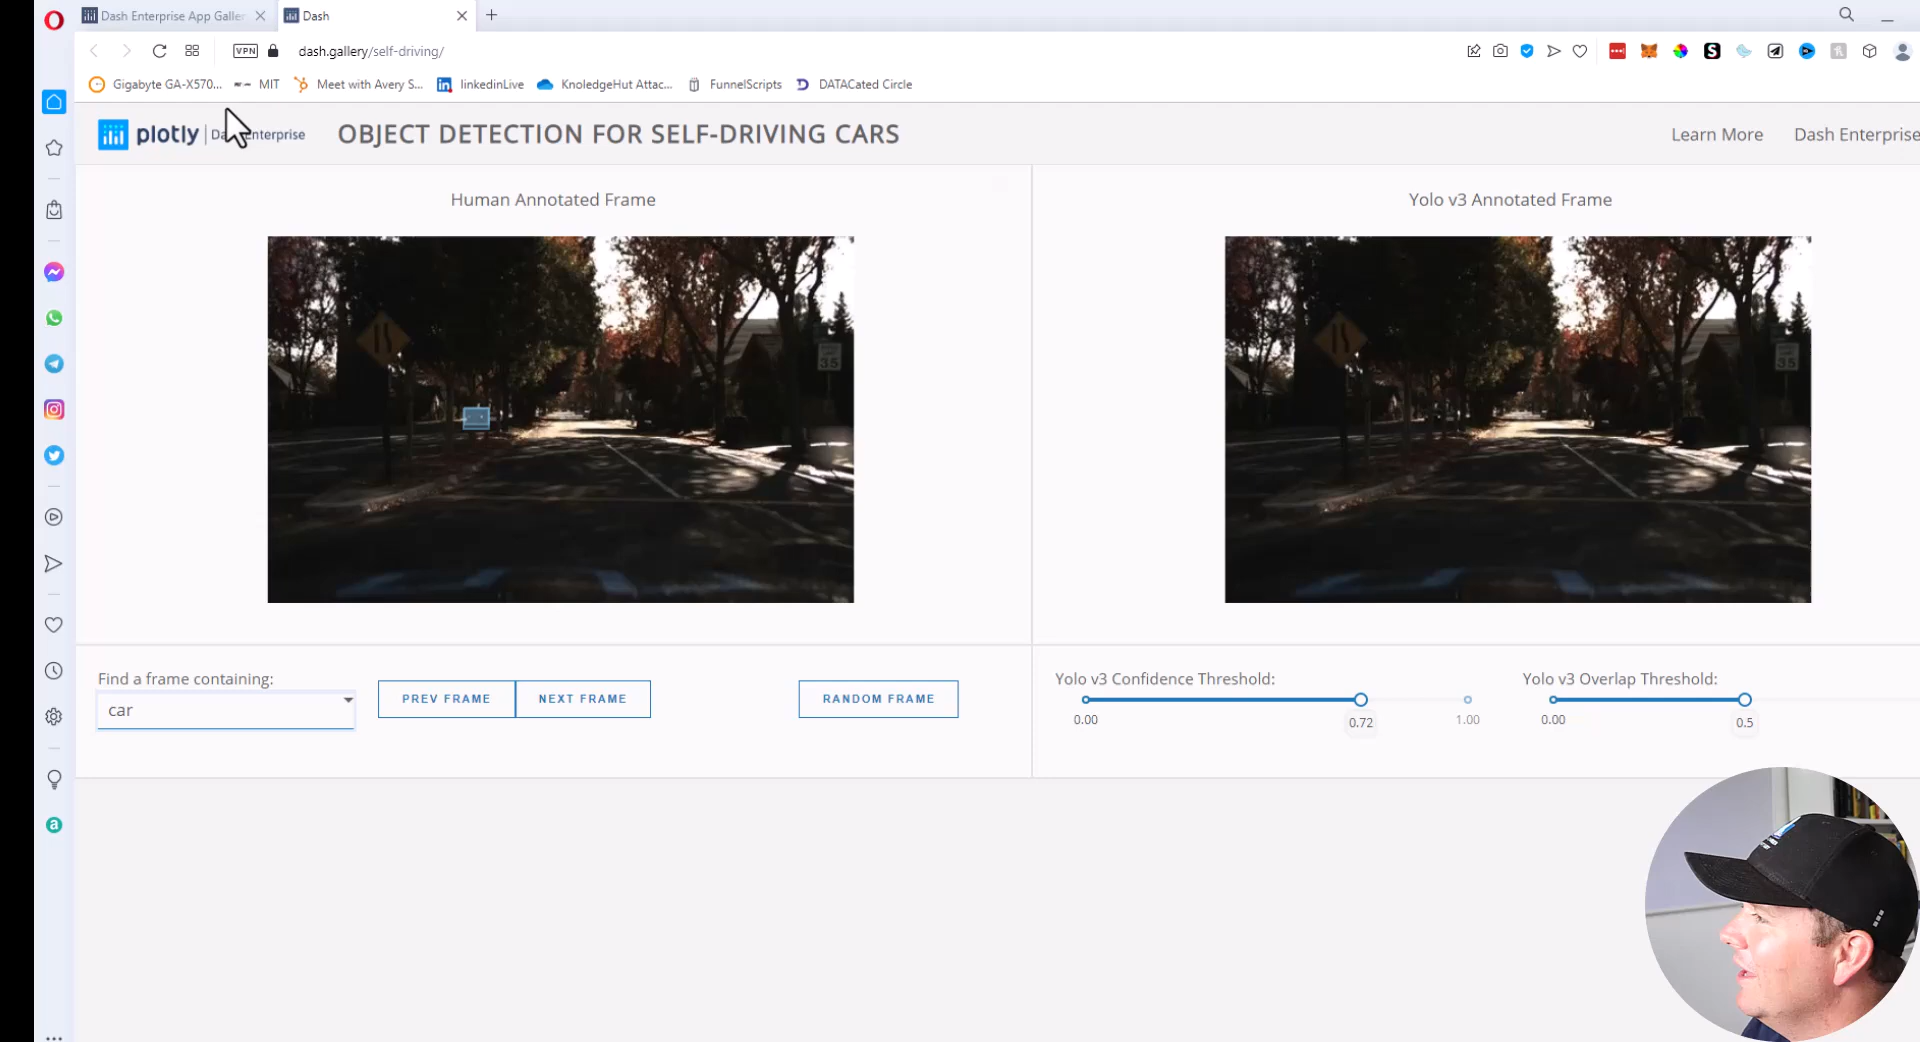 Dash Enterprise App Galler
Dash
VPN
dash.gallery/self-driving/
Gigabyte GA-X570...
MIT
Meet with Avery S...
linkedinLive
KnoledgeHut Attac...
FunnelScripts
DATACated Circle
plotly
OBJECT DETECTION FOR SELF-DRIVING CARS
Learn More
Dash Enterprise
Human Annotated Frame
Yolo v3 Annotated Frame
35
35
Find a frame containing:
car
PREV FRAME
NEXT FRAME
RANDOM FRAME
Yolo v3 Confidence Threshold:
0.00
0.72
1.00
Yolo v3 Overlap Threshold:
0.00
0.5